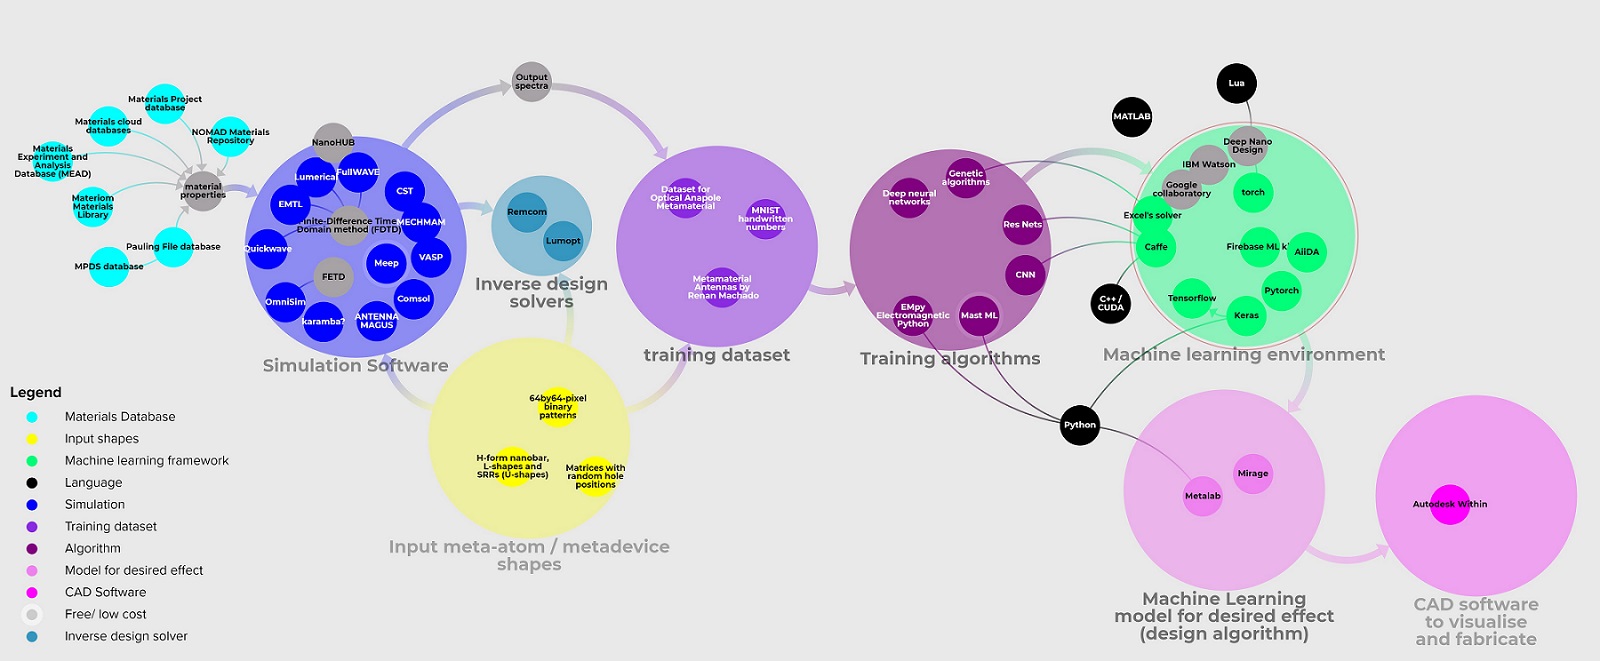 Materials Project
database
Materials cloud
databases
NOMAD Materials
Repository
Materials
Experiment and
Analysis
Database (MEAD)
Materiom
Materials
Library
material
properties
Pauling File database
MPDS database
NanoHUB
Lumerical
FullWAVE
CST
EMTL
Finite-Difference Time
Domain method (FDTD)
MECHMAM
Quickwave
Meep
VASP
FETD
OmniSim
Comsol
karamba?
ANTENNA
MAGUS
Simulation Software
Output
spectra
Remcom
Lumopt
Inverse design
solvers
64by64-pixel
binary
patterns
H-form nanobar,
L-shapes and
SRRs (U-shapes)
Matrices with
random hole
positions
Input meta-atom / metadevice
shapes
Dataset for
Optical Anapole
Metamaterial
MNIST
handwritten
numbers
Metamaterial
Antennas by
Renan Machado
training dataset
Genetic
algorithms
Deep neural
networks
Res Nets
CNN
EMpy
Electromagnetic
Python
Mast ML
Training algorithms
MATLAB
Lua
C++ /
CUDA
Python
Deep Nano
Design
IBM Watson
Google
collaboratory
torch
Excel's solver
Caffe
Firebase ML k
AiiDA
Pytorch
Tensorflow
Keras
Machine learning environment
Mirage
Metalab
Machine Learning
model for desired effect
(design algorithm)
Autodesk Within
CAD software
to visualise
and fabricate
Legend
Materials Database
Input shapes
Machine learning framework
Language
Simulation
Training dataset
Algorithm
Model for desired effect
CAD Software
Free/ low cost
Inverse design solver